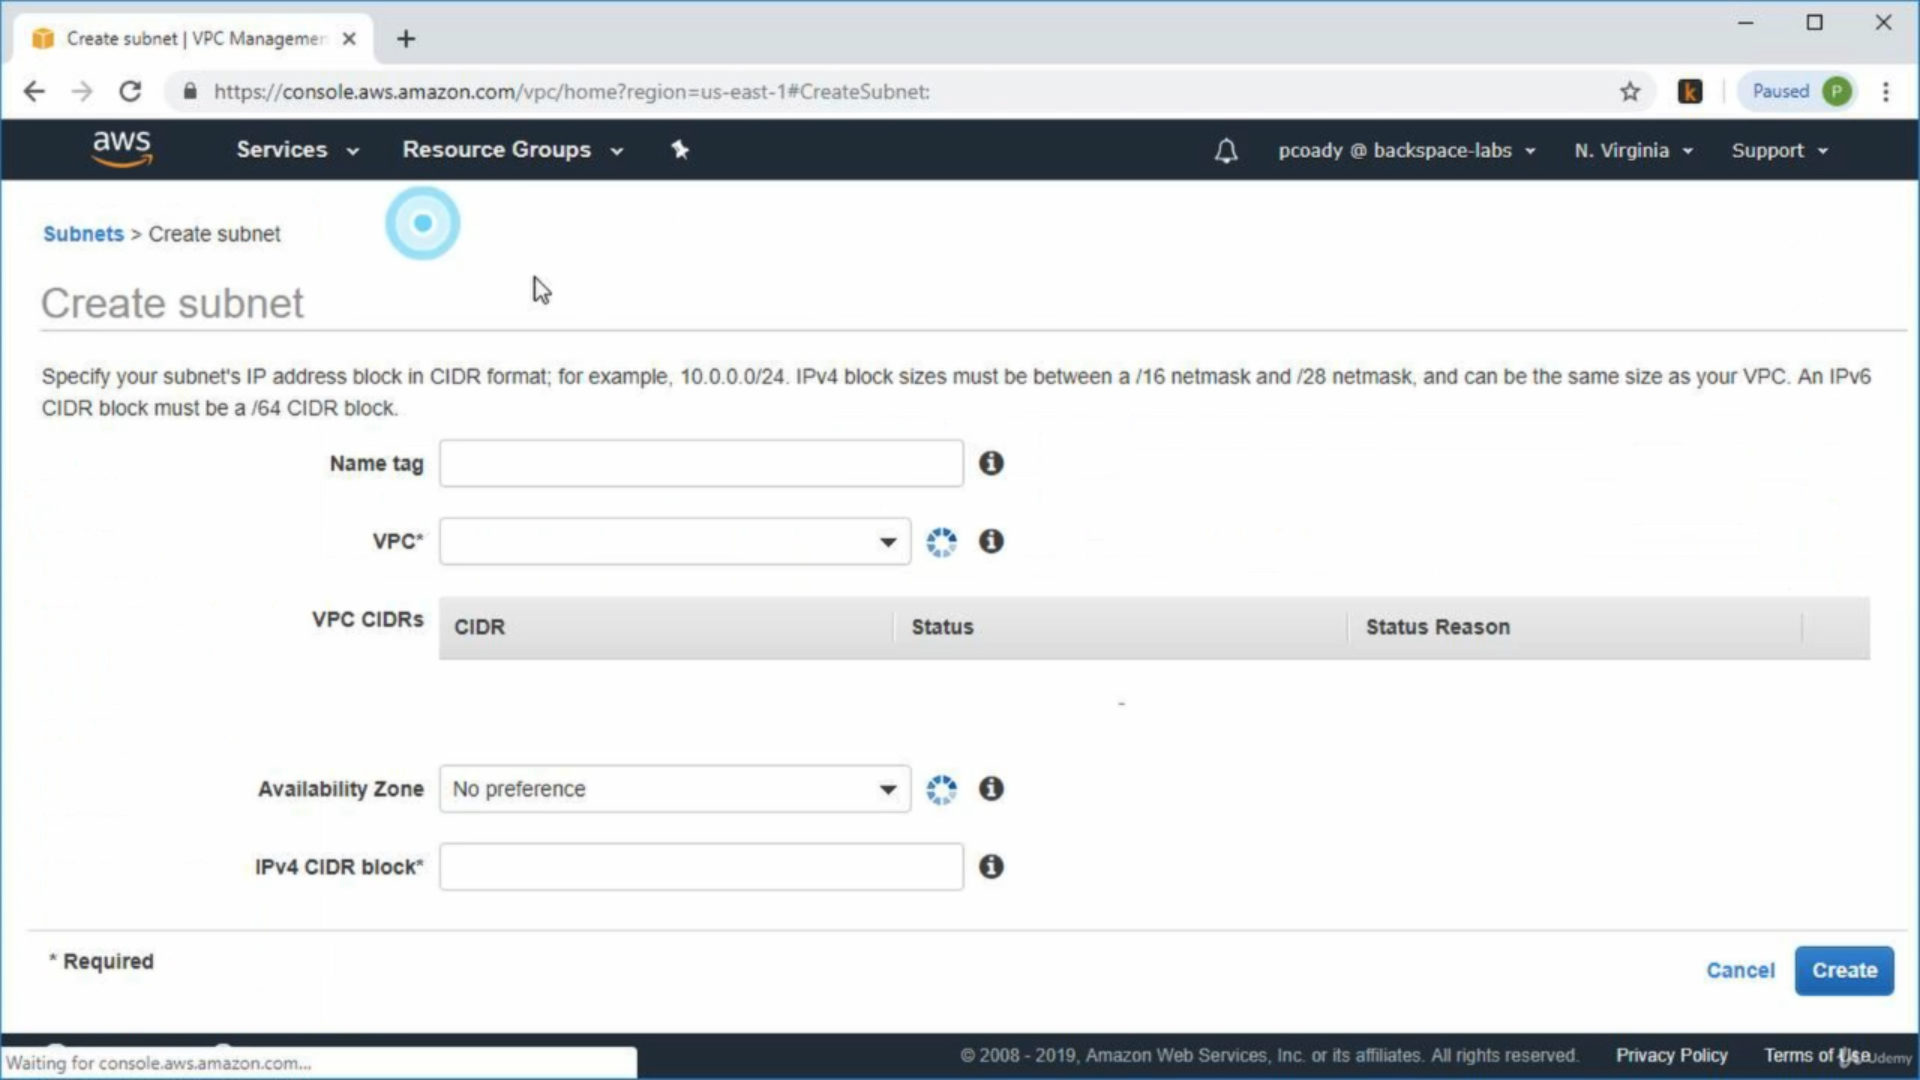 Create subnet | VPC Managemen
https://console.aws.amazon.com/vpc/home?region=us-east-1#CreateSubnet:
k
Paused P
aws
Services
Resource Groups
pcoady @ backspace-labs
N. Virginia
Support
Subnets > Create subnet
Create subnet
Specify your subnet's IP address block in CIDR format; for example, 10.0.0.0/24. IPv4 block sizes must be between a /16 netmask and /28 netmask, and can be the same size as your VPC. An IPv6
CIDR block must be a /64 CIDR block.
Name tag
VPC*
VPC CIDRs
CIDR
Status
Status Reason
-
Availability Zone
No preference
IPv4 CIDR block*
* Required
Cancel
Create
Waiting for console.aws.amazon.com...
© 2008 - 2019, Amazon Web Services, Inc. or its affiliates. All rights reserved.
Privacy Policy
Terms of Use
Udemy